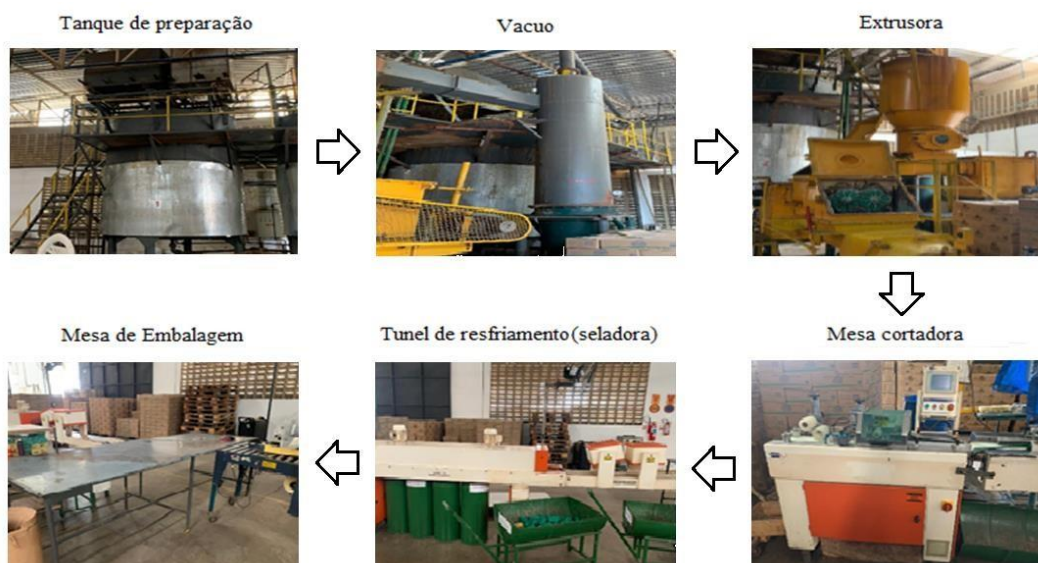 Tanque de preparação
Vacuo
Extrusora
Mesa cortadora
Tunel de resfriamento(seladora)
Mesa de Embalagem